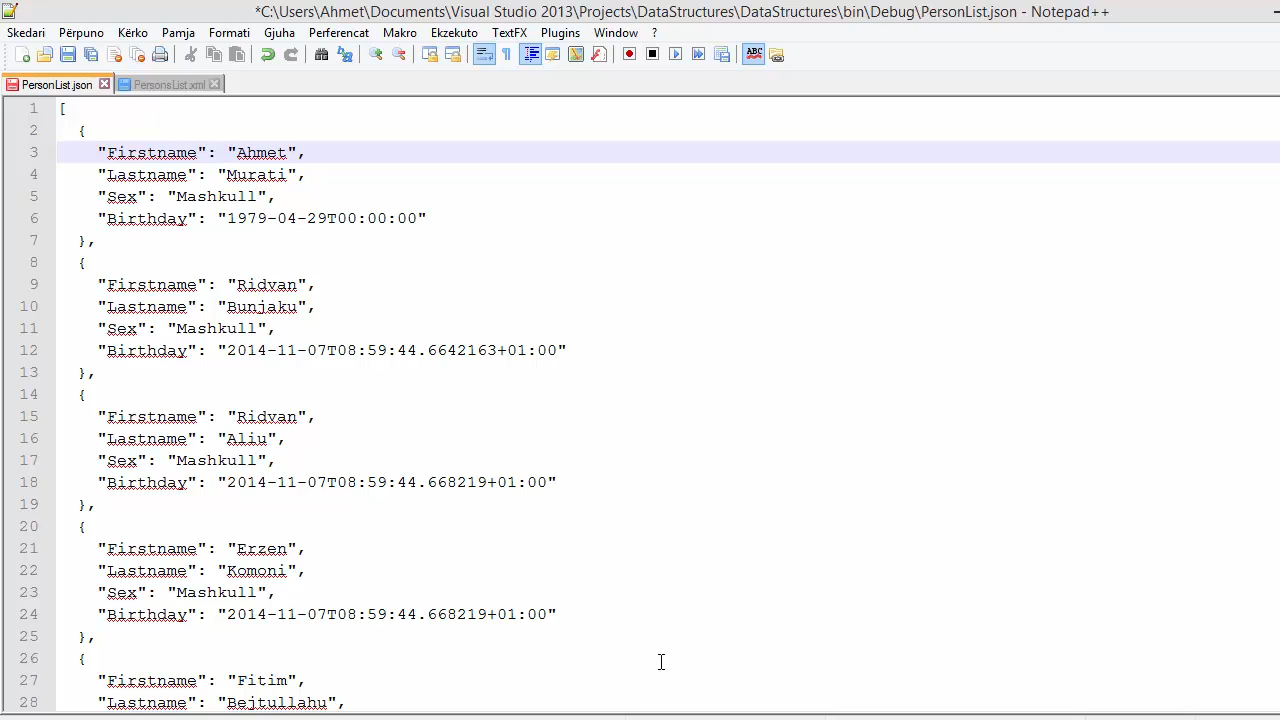 *C:\Users\Ahmet\Documents\Visual Studio 2013\Projects\DataStructures\DataStructures\bin\Debug\PersonList.json - Notepad++
Skedari Përpuno Kërko Pamja Formati Gjuha Perferencat Makro Ekzekuto TextFX Plugins Window ?
ABC
PersonList.json PersonsList.xml
1 [
2 {
3 "Firstname": "Ahmet",
4 "Lastname": "Murati",
5 "Sex": "Mashkull",
6 "Birthday": "1979-04-29T00:00:00"
7 },
8 {
9 "Firstname": "Ridvan",
10 "Lastname": "Bunjaku",
11 "Sex": "Mashkull",
12 "Birthday": "2014-11-07T08:59:44.6642163+01:00"
13 },
14 {
15 "Firstname": "Ridvan",
16 "Lastname": "Aliu",
17 "Sex": "Mashkull",
18 "Birthday": "2014-11-07T08:59:44.668219+01:00"
19 },
20 {
21 "Firstname": "Erzen",
22 "Lastname": "Komoni",
23 "Sex": "Mashkull",
24 "Birthday": "2014-11-07T08:59:44.668219+01:00"
25 },
26 {
27 "Firstname": "Fitim",
28 "Lastname": "Bejtullahu",